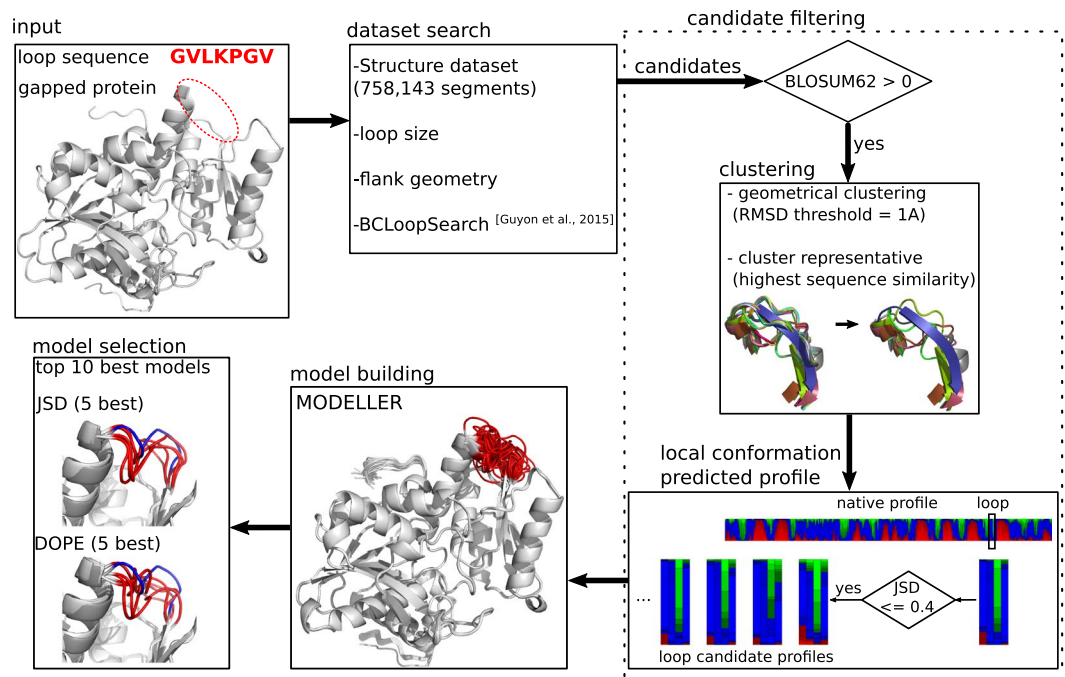 input
loop sequence GVLKPGV
gapped protein
dataset search
-Structure dataset
(758,143 segments)
-loop size
-flank geometry
-BCLoopSearch [Guyon et al., 2015]
candidate filtering
candidates
BLOSUM62 > 0
yes
clustering
- geometrical clustering
(RMSD threshold = 1A)
- cluster representative
(highest sequence similarity)
local conformation
predicted profile
native profile
loop
JSD
<= 0.4
yes
...
loop candidate profiles
model building
MODELLER
model selection
top 10 best models
JSD (5 best)
DOPE (5 best)